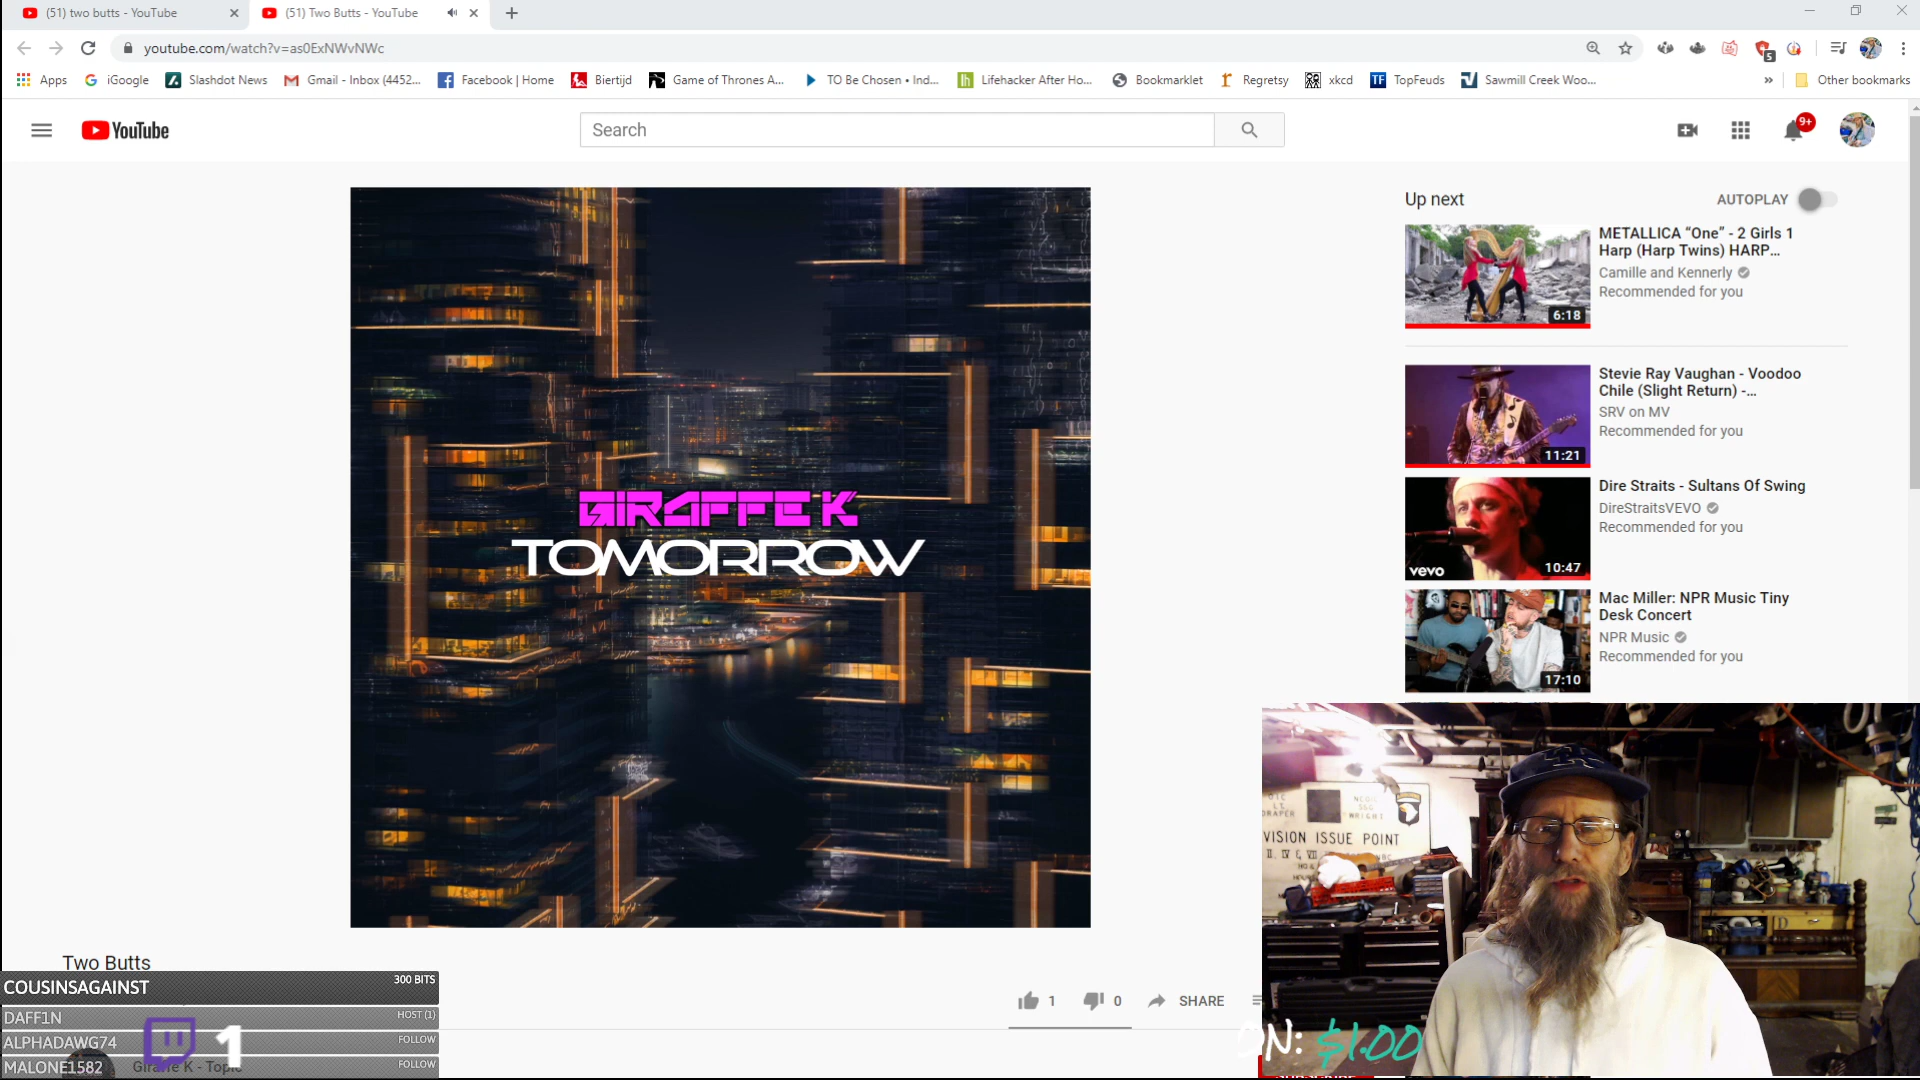 (51) two butts - YouTube
(51) Two Butts - YouTube
youtube.com/watch?v=as0ExNWvNWc
5
Apps
iGoogle
Slashdot News
Gmail - Inbox (4452...
Facebook | Home
Biertijd
Game of Thrones A...
TO Be Chosen • Ind...
Lifehacker After Ho...
Bookmarklet
Regretsy
xkcd
TF TopFeuds
Sawmill Creek Woo...
Other bookmarks
YouTube
Search
9+
GIRAFFE K
TOMORROW
Up next
AUTOPLAY
METALLICA “One” - 2 Girls 1
Harp (Harp Twins) HARP...
Camille and Kennerly
Recommended for you
6:18
Stevie Ray Vaughan - Voodoo
Chile (Slight Return) -...
SRV on MV
Recommended for you
11:21
Dire Straits - Sultans Of Swing
DireStraitsVEVO
Recommended for you
vevo
10:47
Mac Miller: NPR Music Tiny
Desk Concert
NPR Music
Recommended for you
17:10
VISION ISSUE POINT
Two Butts
COUSINSAGAINST 300 BITS
DAFF1N HOST (1)
ALPHADAWG74 FOLLOW
MALONE1582 FOLLOW
1
Giraffe K - Topic
1
0
SHARE
ON: $1.00